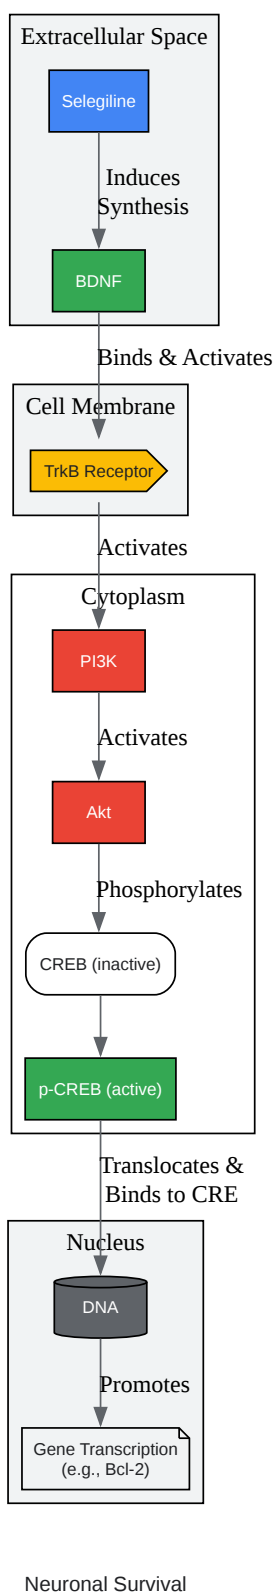 Extracellular Space
Selegiline
Induces
Synthesis
BDNF
Binds & Activates
Cell Membrane
TrkB Receptor
Activates
Cytoplasm
PI3K
Activates
Akt
Phosphorylates
CREB (inactive)
p-CREB (active)
Translocates &
Binds to CRE
Nucleus
DNA
Promotes
Gene Transcription
(e.g., Bcl-2)
Neuronal Survival